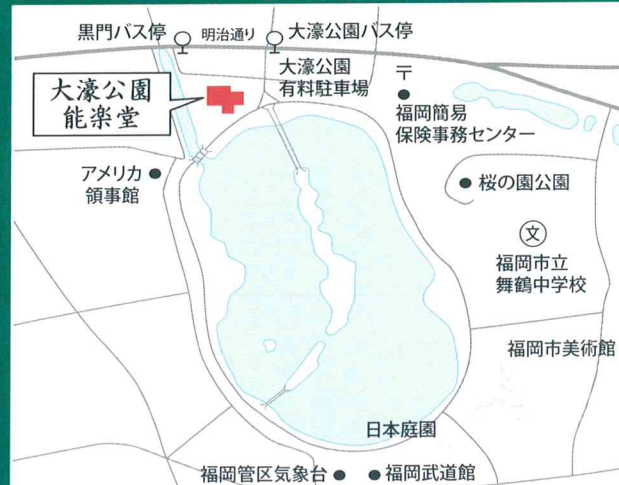 黒門バス停
明治通り
大濠公園バス停
大濠公園
能楽堂
大濠公園
有料駐車場
〒
福岡簡易
保険事務センター
アメリカ
領事館
桜の園公園
文
福岡市立
舞鶴中学校
福岡市美術館
日本庭園
福岡管区気象台
福岡武道館